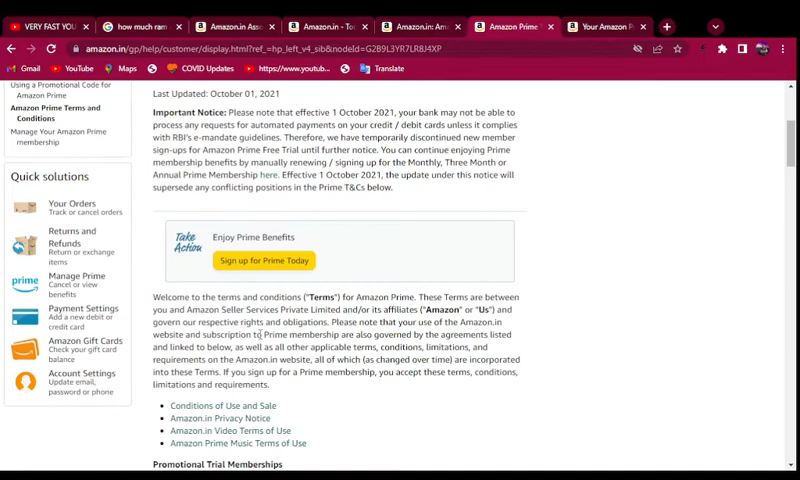 VERY FAST YOU
how much ram
Amazon.in Asso
Amazon.in - To
Amazon.in: Am
Amazon Prime
Your Amazon P
amazon.in/gp/help/customer/display.html?ref_=hp_left_v4_sib&nodeId=G2B9L3YR7LR8J4XP
Gmail
YouTube
Maps
COVID Updates
https://www.youtub...
Translate
Using a Promotional Code for
Amazon Prime
Amazon Prime Terms and
Conditions
Manage Your Amazon Prime
membership
Quick solutions
Your Orders
Track or cancel orders
Returns and
Refunds
Return or exchange
items
prime
Manage Prime
Cancel or view
benefits
Payment Settings
Add a new debit or
credit card
Amazon Gift Cards
Check your gift card
balance
Account Settings
Update email,
password or phone
Last Updated: October 01, 2021
Important Notice: Please note that effective 1 October 2021, your bank may not be able to
process any requests for automated payments on your credit / debit cards unless it complies
with RBI's e-mandate guidelines. Therefore, we have temporarily discontinued new member
sign-ups for Amazon Prime Free Trial until further notice. You can continue enjoying Prime
membership benefits by manually renewing / signing up for the Monthly, Three Month or
Annual Prime Membership here. Effective 1 October 2021, the update under this notice will
supersede any conflicting positions in the Prime T&Cs below.
Take
Action
Enjoy Prime Benefits
Sign up for Prime Today
Welcome to the terms and conditions ("Terms") for Amazon Prime. These Terms are between
you and Amazon Seller Services Private Limited and/or its affiliates ("Amazon" or "Us") and
govern our respective rights and obligations. Please note that your use of the Amazon.in
website and subscription to Prime membership are also governed by the agreements listed
and linked to below, as well as all other applicable terms, conditions, limitations, and
requirements on the Amazon.in website, all of which (as changed over time) are incorporated
into these Terms. If you sign up for a Prime membership, you accept these terms, conditions,
limitations and requirements.
Conditions of Use and Sale
Amazon.in Privacy Notice
Amazon.in Video Terms of Use
Amazon Prime Music Terms of Use
Promotional Trial Memberships